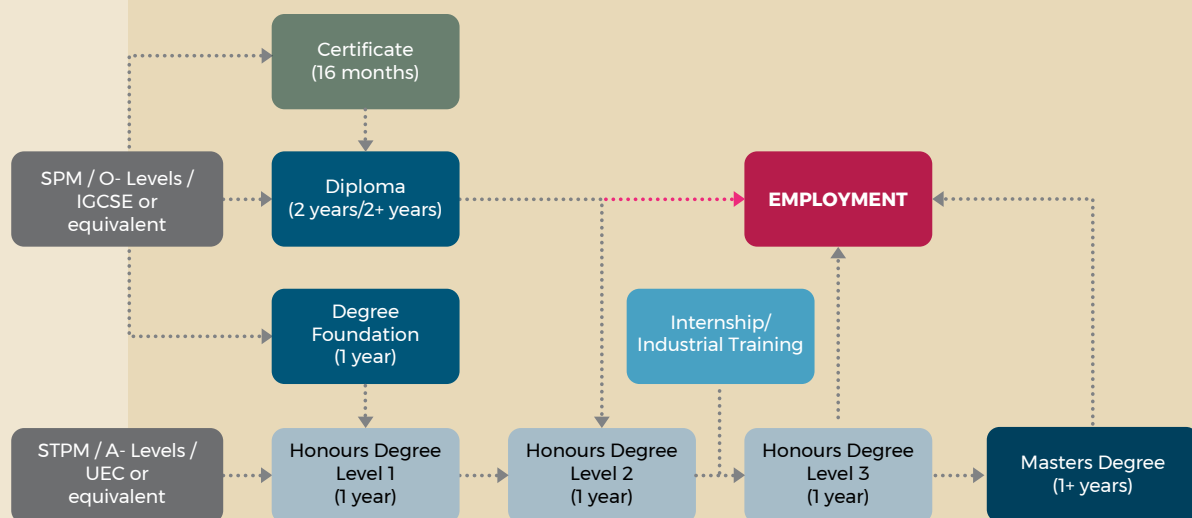 Certificate
(16 months)
SPM / O- Levels /
IGCSE or
equivalent
Diploma
(2 years/2+ years)
EMPLOYMENT
Degree
Foundation
(1 year)
Internship/
Industrial Training
STPM / A- Levels /
UEC or
equivalent
Honours Degree
Level 1
(1 year)
Honours Degree
Level 2
(1 year)
Honours Degree
Level 3
(1 year)
Masters Degree
(1+ years)